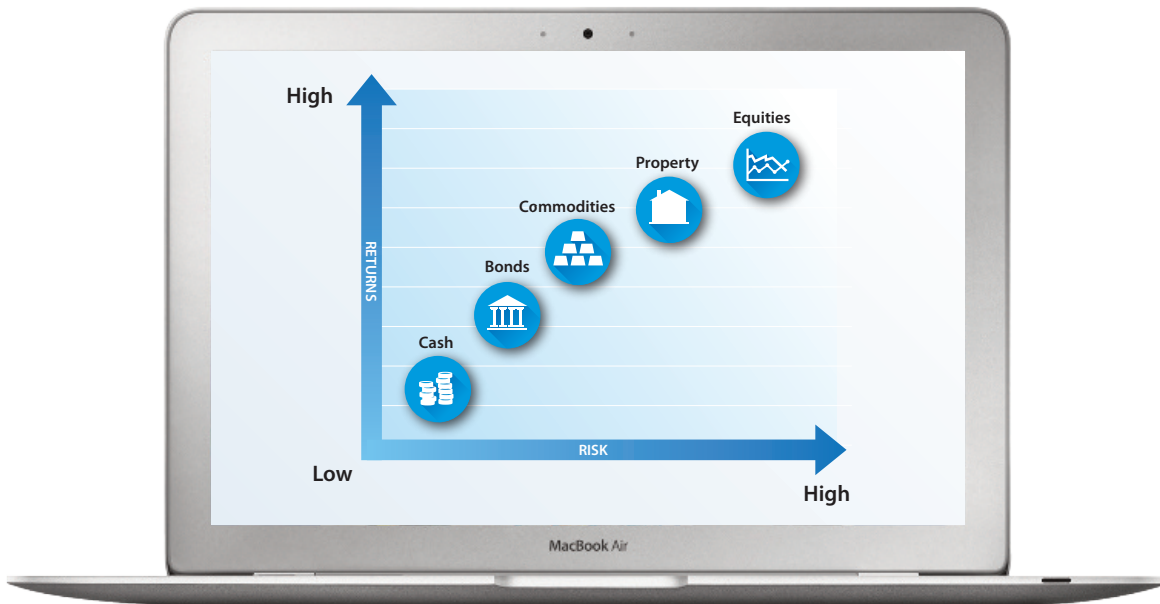 High
Equities
Property
Commodities
RETURNS
Bonds
Cash
RISK
Low
High
MacBook Air